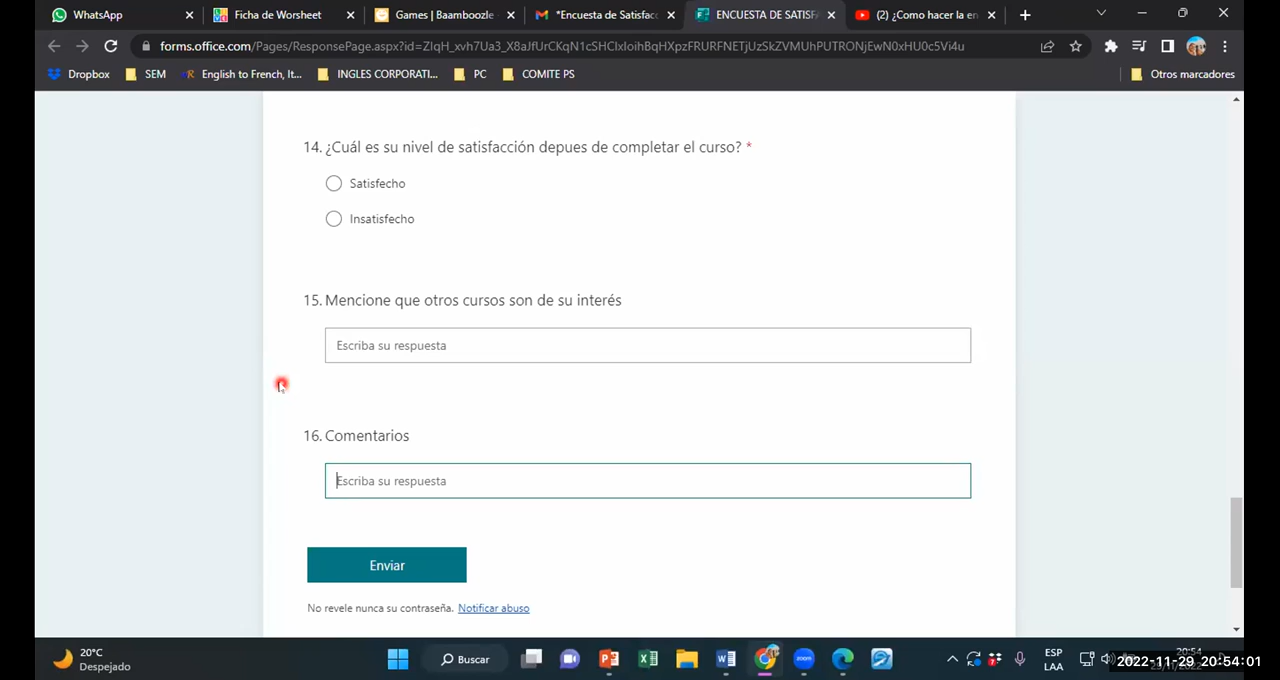 WhatsApp
Ficha de Worsheet
Games | Baamboozle
*Encuesta de Satisfac
ENCUESTA DE SATISF
(2) ¿Como hacer la en
forms.office.com/Pages/ResponsePage.aspx?id=
Dropbox
SEM
English to French, It...
INGLES CORPORATI...
PC
COMITE PS
Otros marcadores
14. ¿Cuál es su nivel de satisfacción depues de completar el curso? *
Satisfecho
Insatisfecho
15. Mencione que otros cursos son de su interés
Escriba su respuesta
16. Comentarios
Escriba su respuesta
Enviar
No revele nunca su contraseña. Notificar abuso
20°C
Despejado
Buscar
zoom
ESP
LAA
20:54
2022-11-29 20:54:01